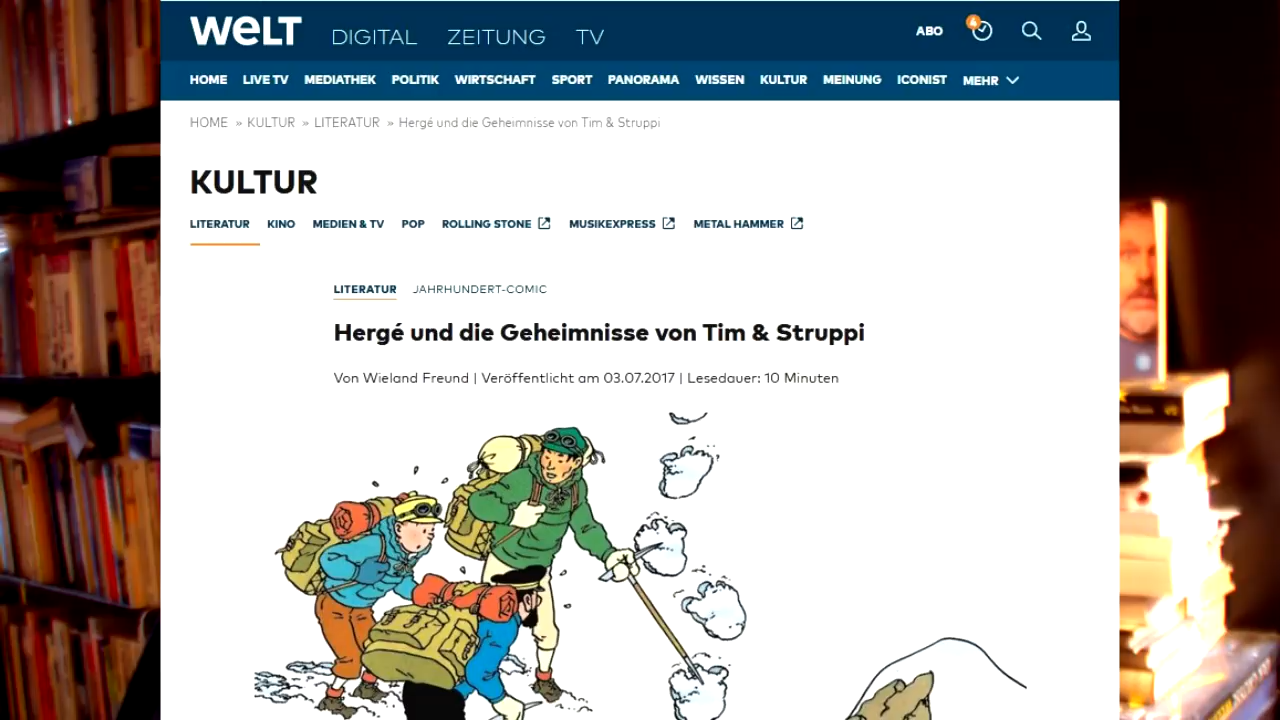 WELT DIGITAL ZEITUNG TV ABO 4
HOME LIVE TV MEDIATHEK POLITIK WIRTSCHAFT SPORT PANORAMA WISSEN KULTUR MEINUNG ICONIST MEHR
HOME » KULTUR » LITERATUR » Hergé und die Geheimnisse von Tim & Struppi
KULTUR
LITERATUR KINO MEDIEN & TV POP ROLLING STONE MUSIKEXPRESS METAL HAMMER
LITERATUR JAHRHUNDERT-COMIC
Hergé und die Geheimnisse von Tim & Struppi
Von Wieland Freund | Veröffentlicht am 03.07.2017 | Lesedauer: 10 Minuten